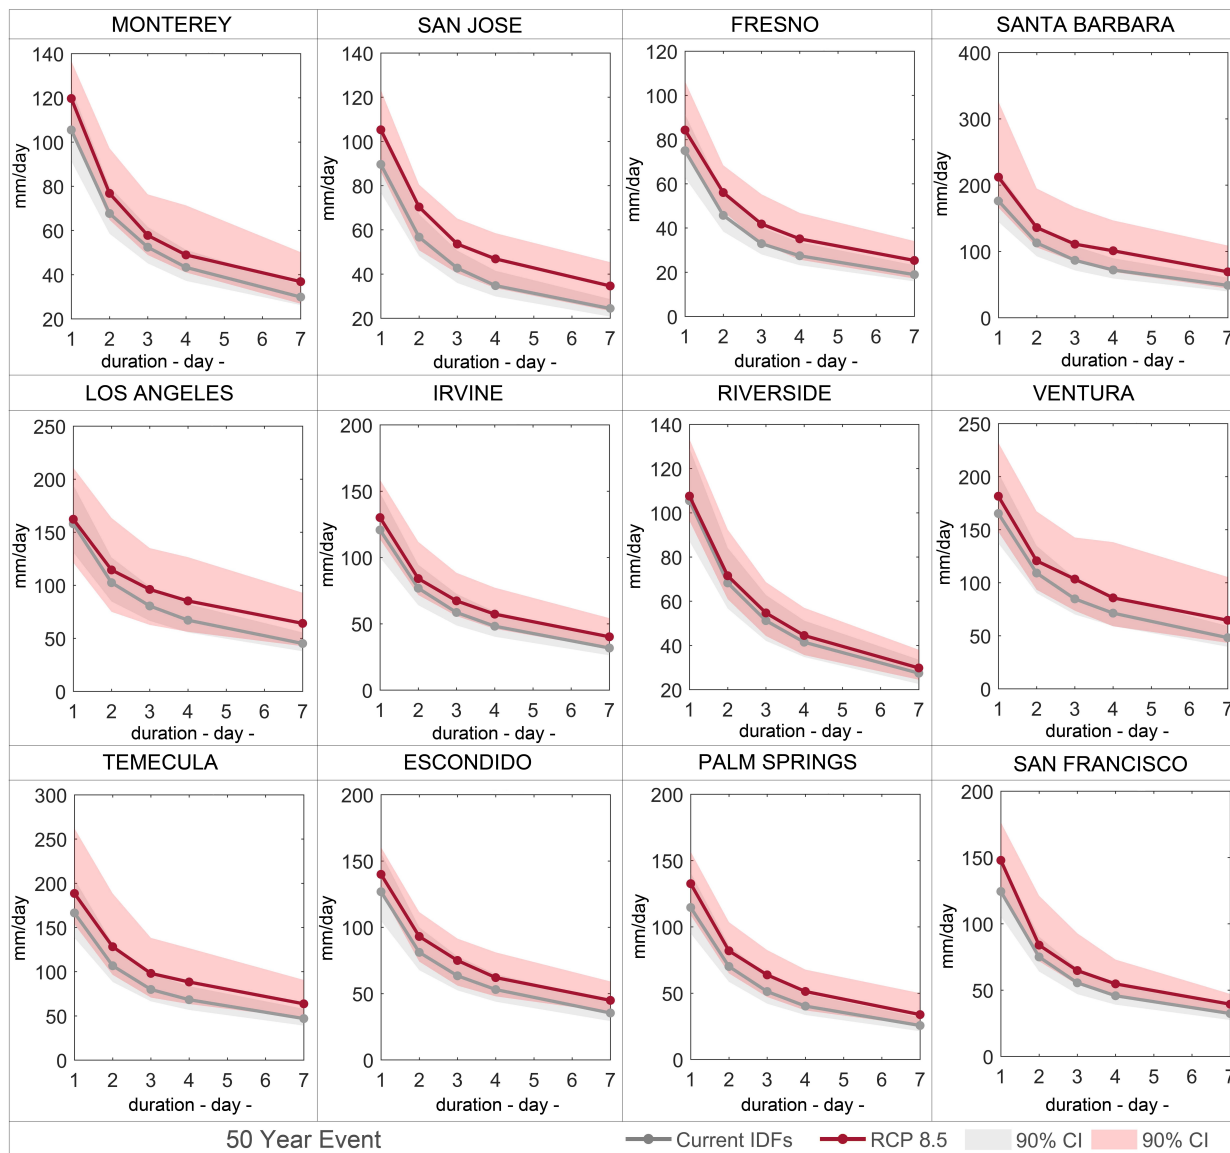 MONTEREY
140
120
100
80
60
40
20
mm/day
1 2 3 4 5 6 7
duration - day -
SAN JOSE
140
120
100
80
60
40
20
mm/day
1 2 3 4 5 6 7
duration - day -
FRESNO
120
100
80
60
40
20
0
mm/day
1 2 3 4 5 6 7
duration - day -
SANTA BARBARA
400
300
200
100
0
mm/day
1 2 3 4 5 6 7
duration - day -
LOS ANGELES
250
200
150
100
50
0
mm/day
1 2 3 4 5 6 7
duration - day -
IRVINE
200
150
100
50
0
mm/day
1 2 3 4 5 6 7
duration - day -
RIVERSIDE
140
120
100
80
60
40
20
mm/day
1 2 3 4 5 6 7
duration - day -
VENTURA
250
200
150
100
50
0
mm/day
1 2 3 4 5 6 7
duration - day -
TEMECULA
300
250
200
150
100
50
0
mm/day
1 2 3 4 5 6 7
duration - day -
ESCONDIDO
200
150
100
50
0
mm/day
1 2 3 4 5 6 7
duration - day -
PALM SPRINGS
200
150
100
50
0
mm/day
1 2 3 4 5 6 7
duration - day -
SAN FRANCISCO
200
150
100
50
0
mm/day
1 2 3 4 5 6 7
duration - day -
50 Year Event
Current IDFs
RCP 8.5
90% CI
90% CI